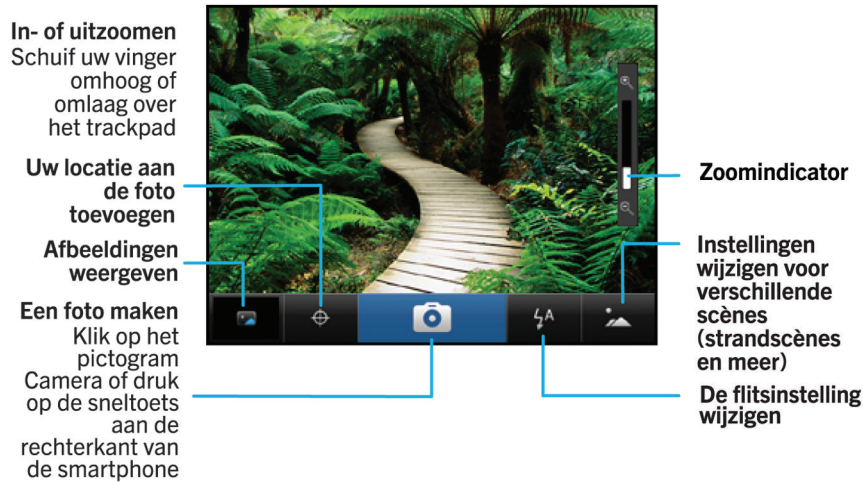 In- of uitzoomen
Schuif uw vinger
omhoog of
omlaag over
het trackpad
Uw locatie aan
de foto
toevoegen
Afbeeldingen
weergeven
Een foto maken
Klik op het
pictogram
Camera of druk
op de sneltoets
aan de
rechterkant van
de smartphone
A
Zoomindicator
Instellingen
wijzigen voor
verschillende
scènes
(strandscènes
en meer)
De flitsinstelling
wijzigen